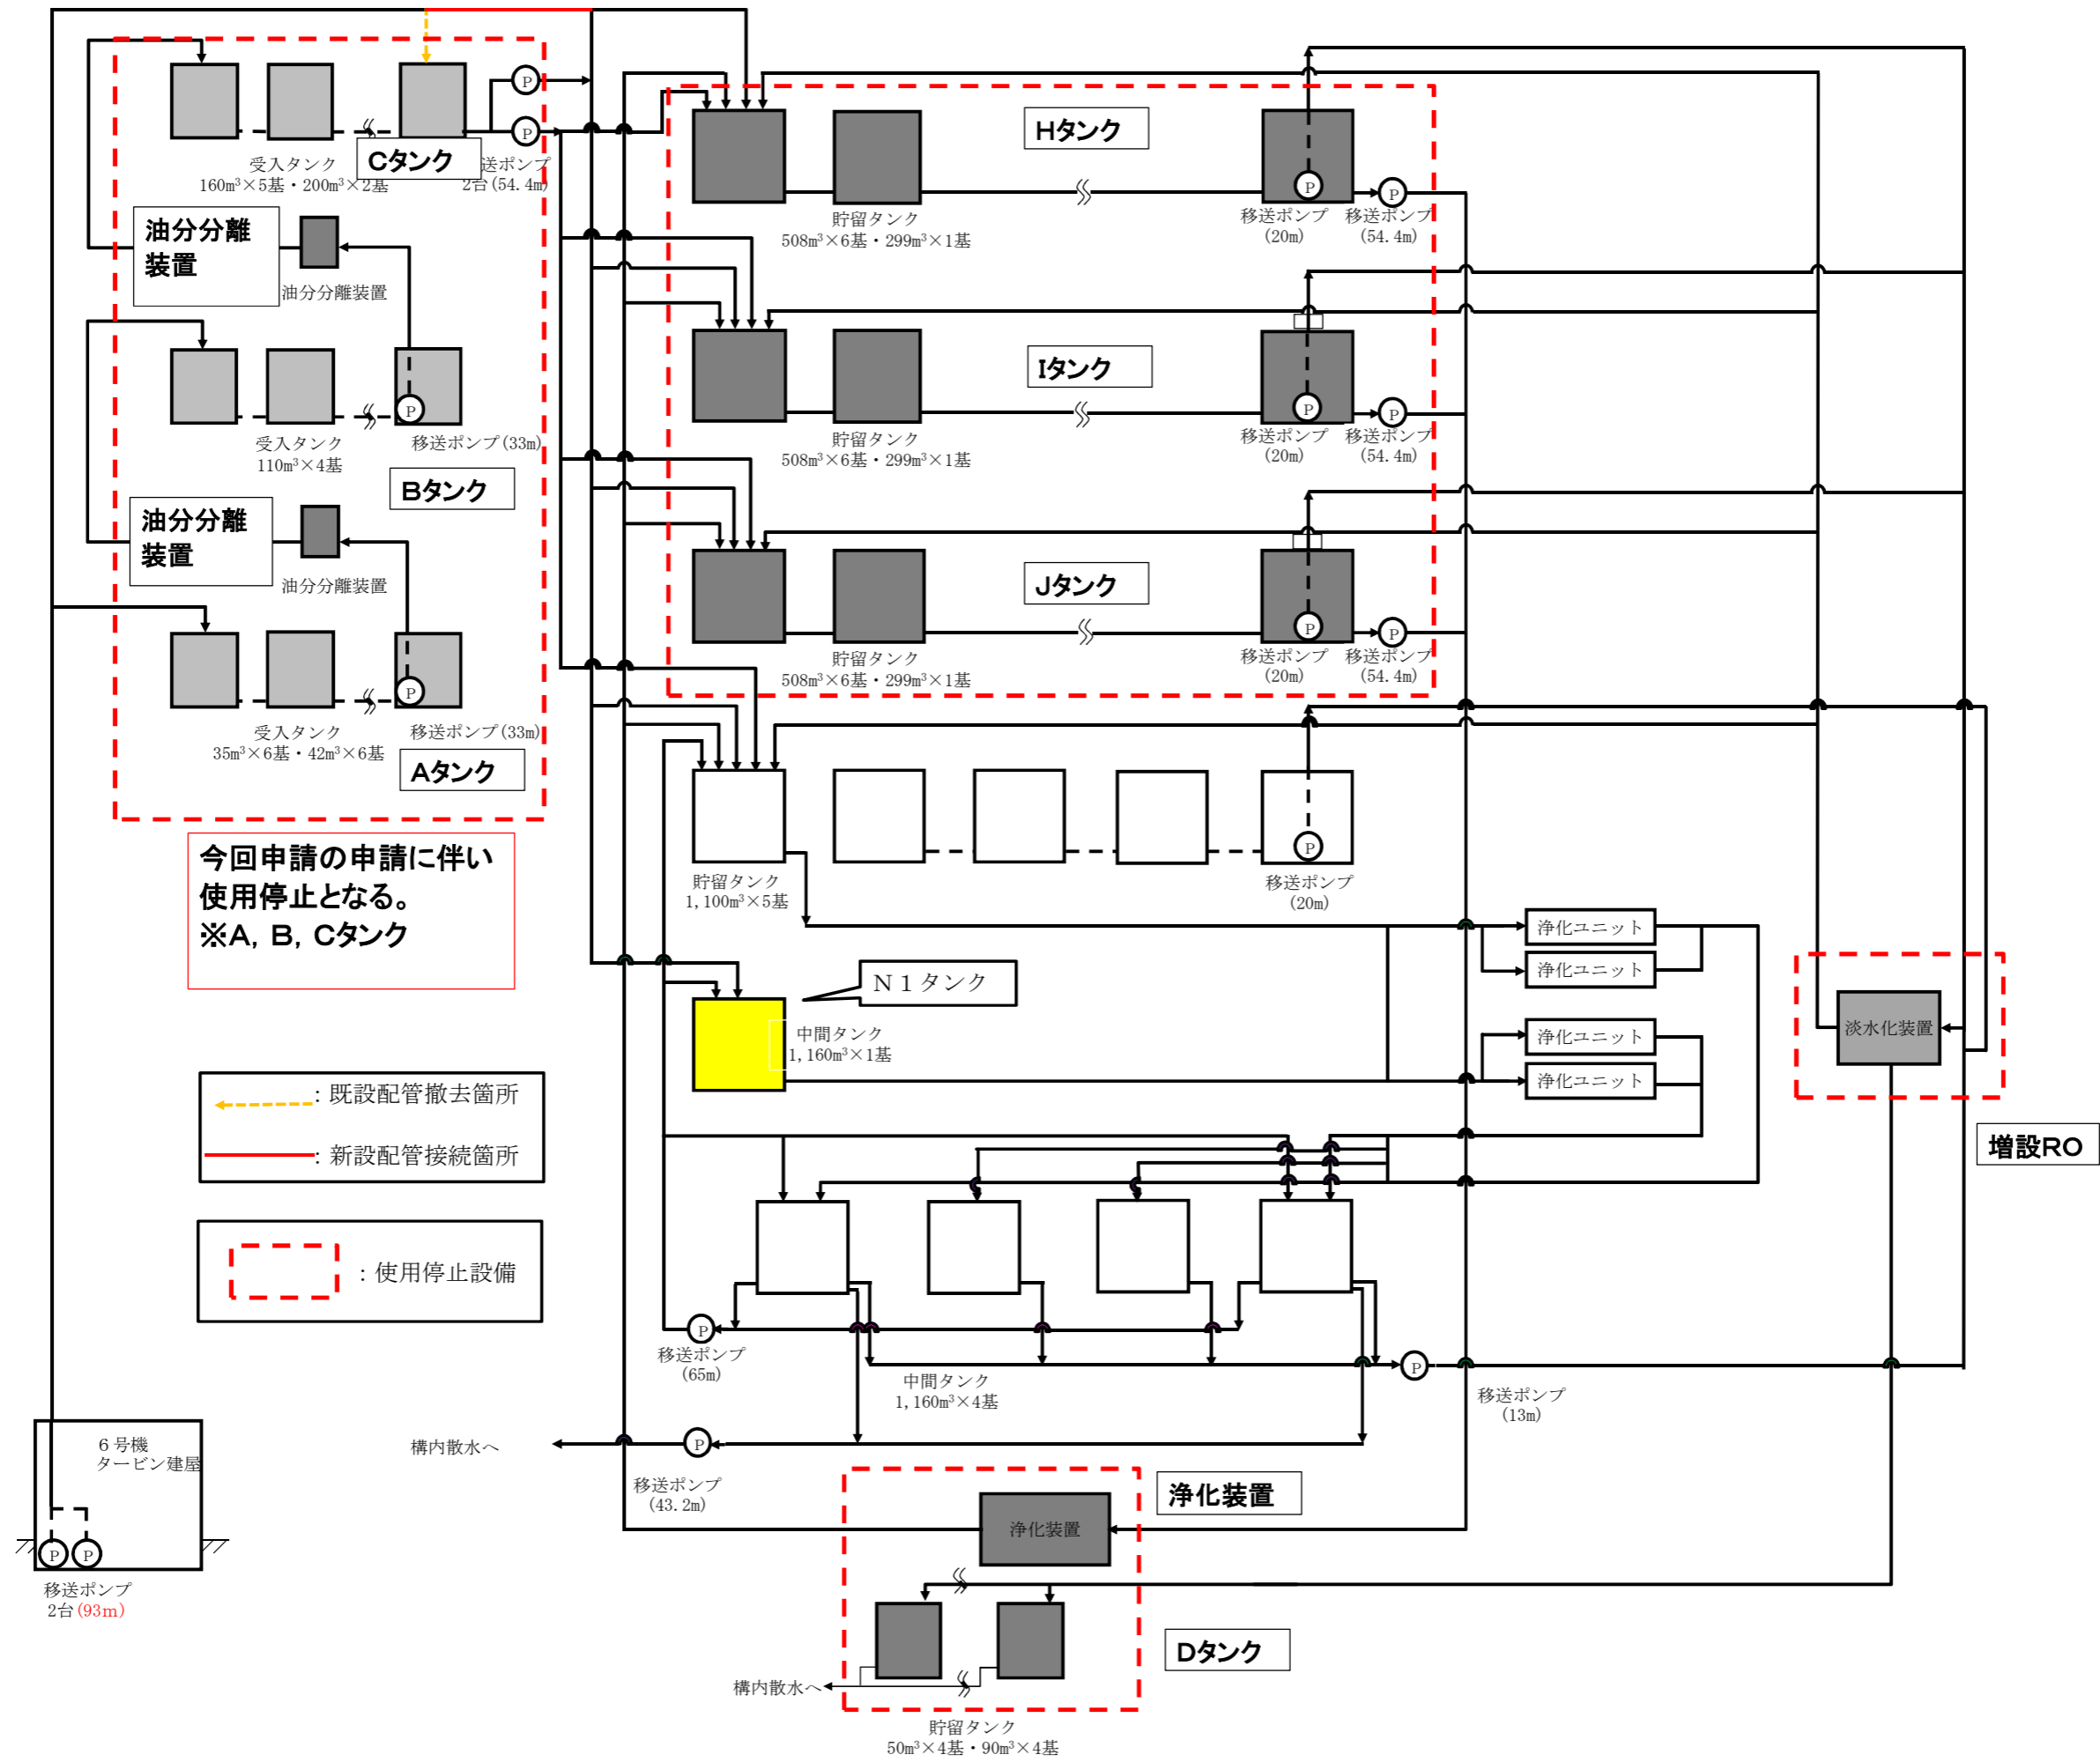 P
P
Cタンク
送ポンプ
2台(54.4m)
受入タンク
160m³×5基・200m³×2基
油分分離
装置
油分分離装置
P
受入タンク
110m³×4基
移送ポンプ(33m)
Bタンク
油分分離
装置
油分分離装置
P
受入タンク
35m³×6基・42m³×6基
移送ポンプ(33m)
Aタンク
今回申請の申請に伴い
使用停止となる。
※A, B, Cタンク
：既設配管撤去箇所
：新設配管接続箇所
：使用停止設備
6号機
タービン建屋
P
P
移送ポンプ
2台(93m)
Hタンク
P
P
貯留タンク
508m³×6基・299m³×1基
移送ポンプ
(20m)
移送ポンプ
(54.4m)
Iタンク
P
P
貯留タンク
508m³×6基・299m³×1基
移送ポンプ
(20m)
移送ポンプ
(54.4m)
Jタンク
P
P
貯留タンク
508m³×6基・299m³×1基
移送ポンプ
(20m)
移送ポンプ
(54.4m)
P
貯留タンク
1,100m³×5基
移送ポンプ
(20m)
浄化ユニット
浄化ユニット
N1タンク
中間タンク
1,160m³×1基
浄化ユニット
浄化ユニット
淡水化装置
増設RO
P
移送ポンプ
(65m)
中間タンク
1,160m³×4基
P
移送ポンプ
(13m)
構内散水へ
P
移送ポンプ
(43.2m)
浄化装置
浄化装置
Dタンク
構内散水へ
貯留タンク
50m³×4基・90m³×4基